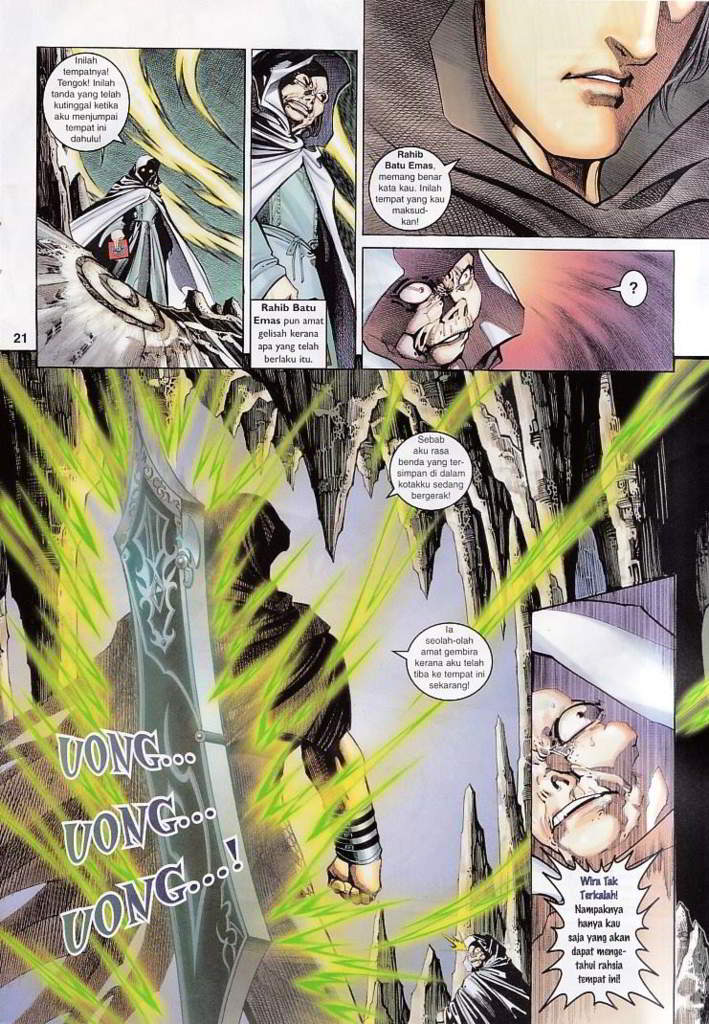 Inilah
tempatnya!
Tengok! Inilah
tanda yang telah
kutinggal ketika
aku menjumpai
tempat ini
dahulu!
Rahib Batu
Emas pun amat
gelisah kerana
apa yang telah
berlaku itu.
Rahib
Batu Emas,
memang benar
kata kau. Inilah
tempat yang kau
maksud-
kan!
?
21
Sebab
aku rasa
benda yang ter-
simpan di dalam
kotakku sedang
bergerak!
Ia
seolah-olah
amat gembira
kerana aku telah
tiba ke tempat ini
sekarang!
UONG...
UONG...
UONG...!
Wira Tak
Terkalah!
Nampaknya
hanya kau
saja yang akan
dapat menge-
tahui rahsia
tempat ini!